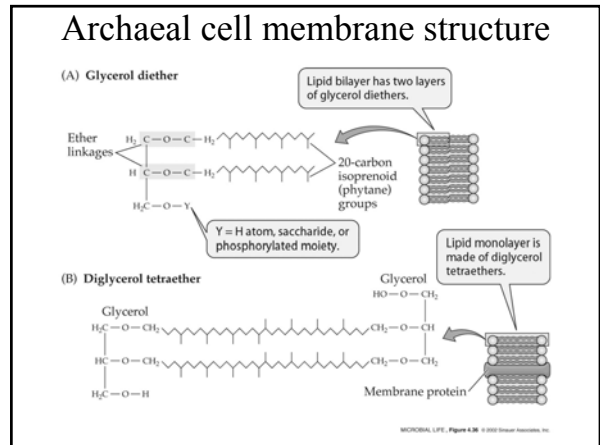 Archaeal cell membrane structure
(A) Glycerol diether
Lipid bilayer has two layers
of glycerol diethers.
Ether
linkages
H₂ C—O—C—H₂
H C—O—C—H₂
H₂C—O—Y
20-carbon
isoprenoid
(phytane)
groups
Y = H atom, saccharide, or
phosphorylated moiety.
Lipid monolayer is
made of diglycerol
tetraethers.
(B) Diglycerol tetraether
Glycerol
Glycerol
HO—O—CH₂
H₂C—O—CH₂
CH₂—O—CH
HC—O—CH₂
CH₂—O—CH₂
H₂C—O—H
Membrane protein
MICROBIAL LIFE, Figure 4.36 © 2002 Sinauer Associates, Inc.